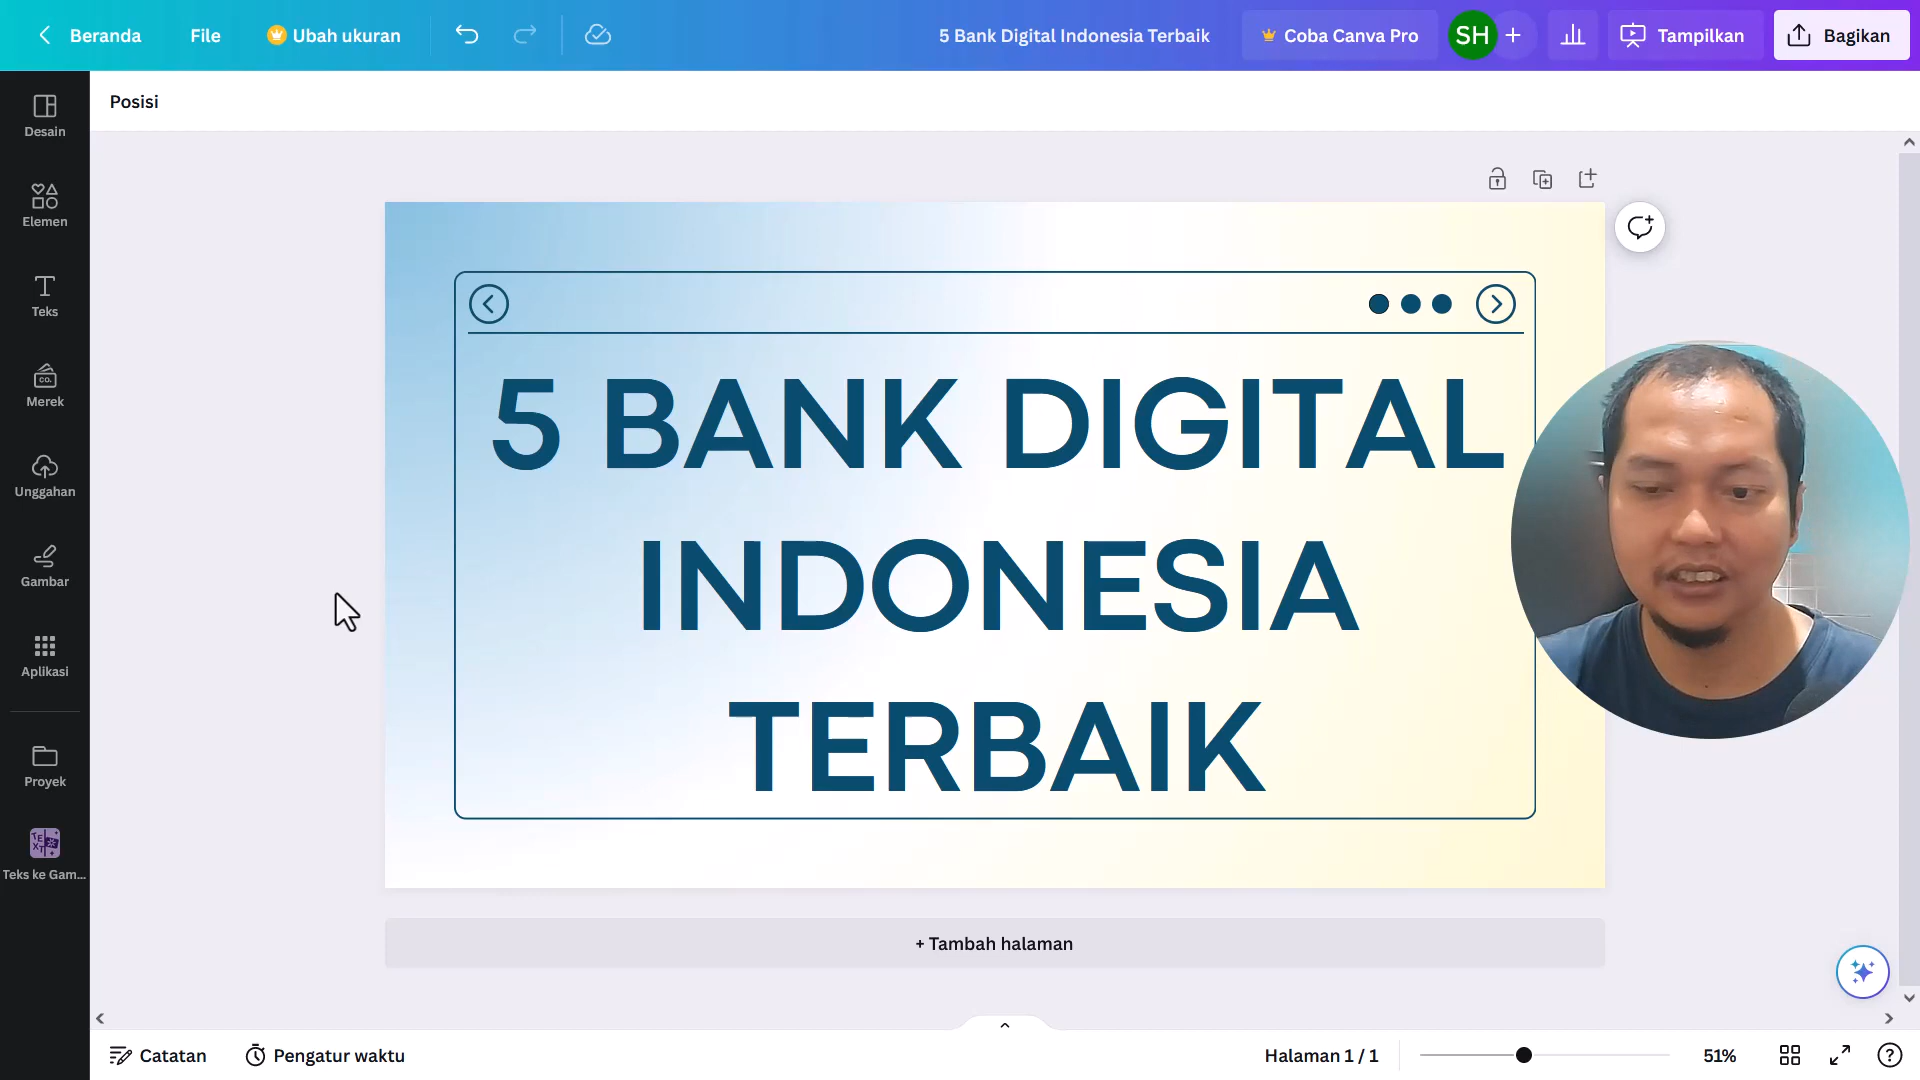 Beranda
File
Ubah ukuran
5 Bank Digital Indonesia Terbaik
Coba Canva Pro
SH
Tampilkan
Bagikan
Posisi
Desain
Elemen
Teks
CO.
Merek
Unggahan
Gambar
Aplikasi
Proyek
TEXT
Teks ke Gam...
5 BANK DIGITAL
INDONESIA
TERBAIK
+ Tambah halaman
Catatan
Pengatur waktu
Halaman 1 / 1
51%